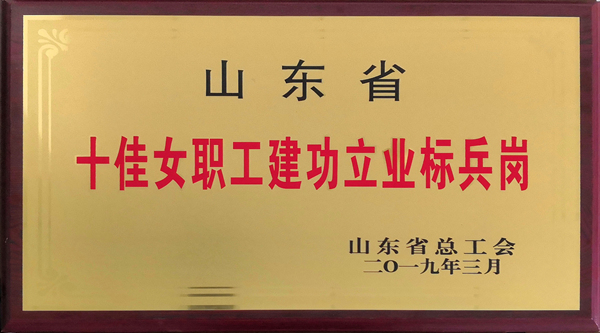 山东省
十佳女职工建功立业标兵岗
山东省总工会
二〇一九年三月